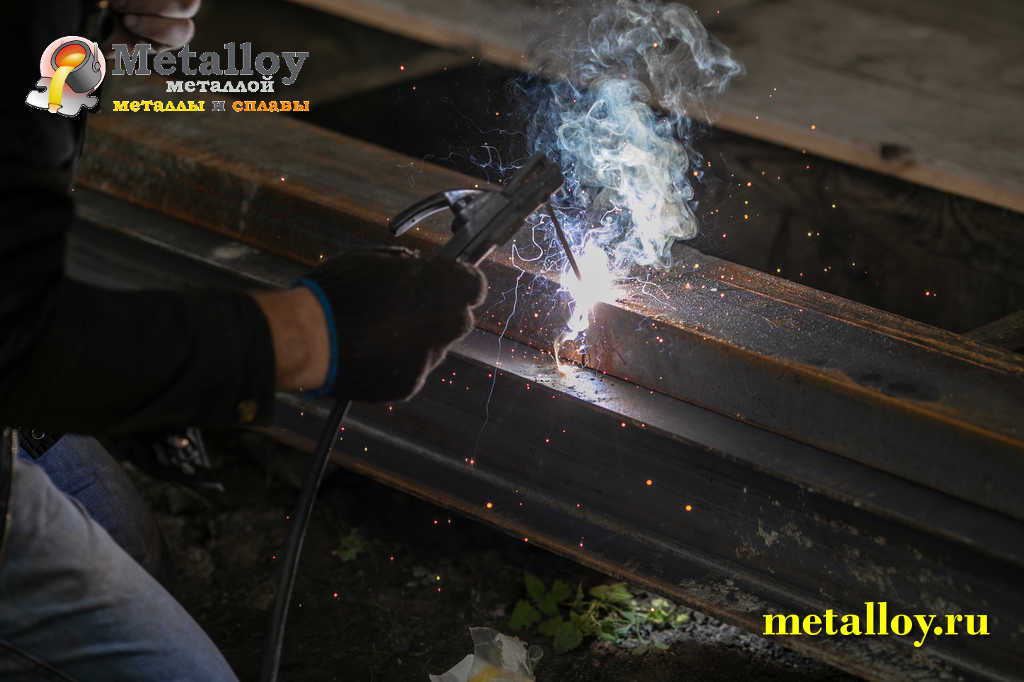 Metalloy
металлой
металлы и сплавы
metalloy.ru